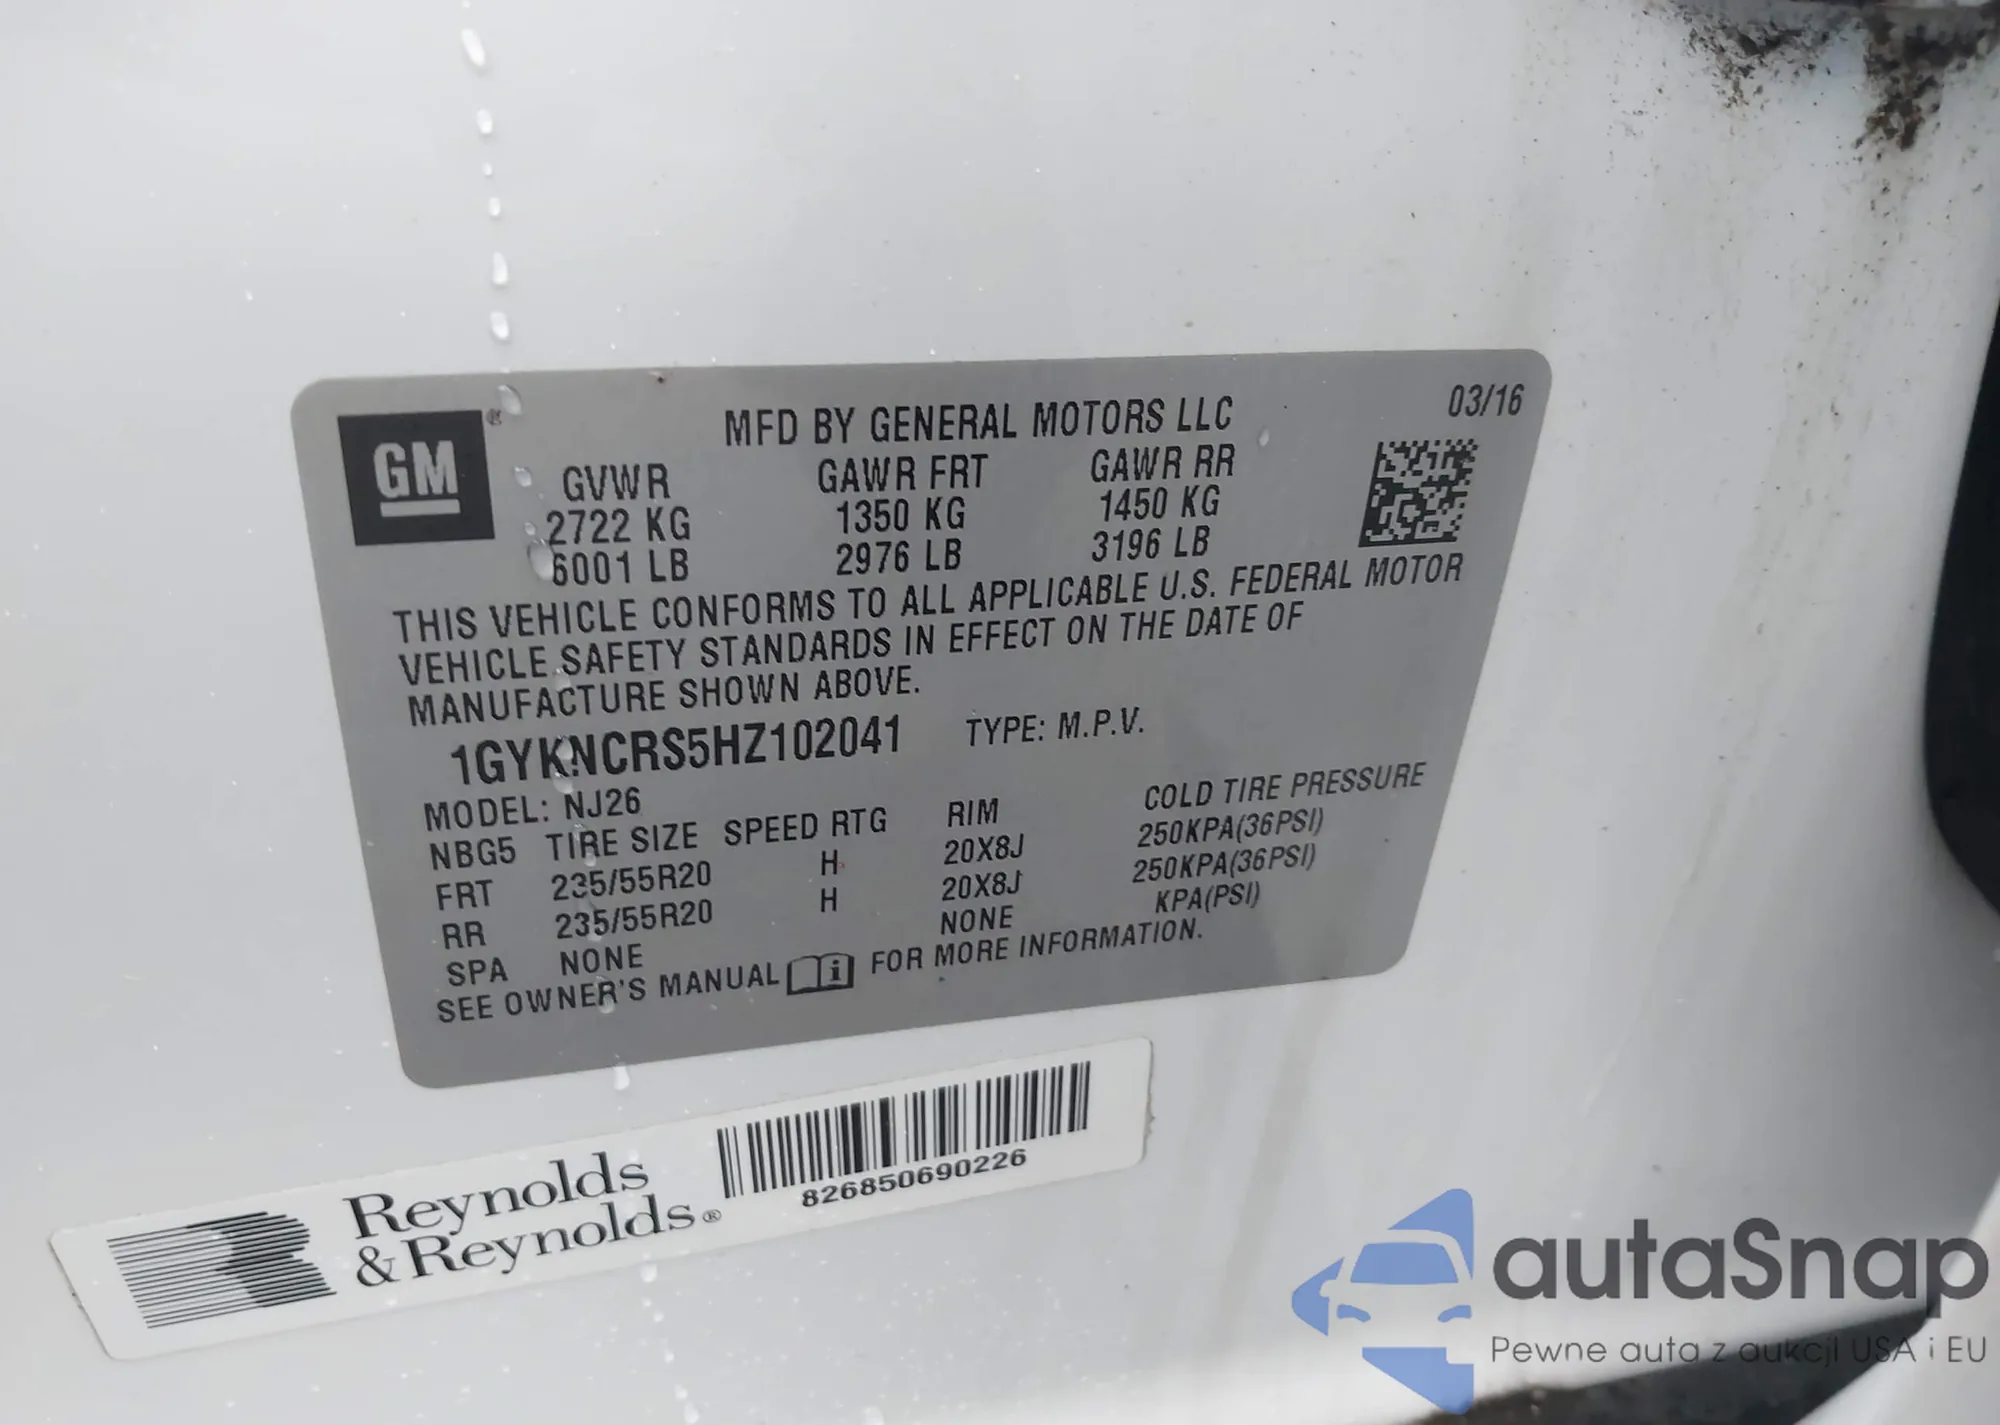 GM®
MFD BY GENERAL MOTORS LLC
03/16
GVWR GAWR FRT GAWR RR
2722 KG 1350 KG 1450 KG
6001 LB 2976 LB 3196 LB
THIS VEHICLE CONFORMS TO ALL APPLICABLE U.S. FEDERAL MOTOR
VEHICLE SAFETY STANDARDS IN EFFECT ON THE DATE OF
MANUFACTURE SHOWN ABOVE.
1GYKNCRS5HZ102041 TYPE: M.P.V.
MODEL: NJ26
NBG5 TIRE SIZE SPEED RTG RIM COLD TIRE PRESSURE
FRT 235/55R20 H 20X8J 250KPA(36PSI)
RR 235/55R20 H 20X8J 250KPA(36PSI)
SPA NONE NONE KPA(PSI)
SEE OWNER'S MANUAL i FOR MORE INFORMATION.
Reynolds
& Reynolds®
826850690226
autaSnap
Pewne auta z aukcji USA i EU